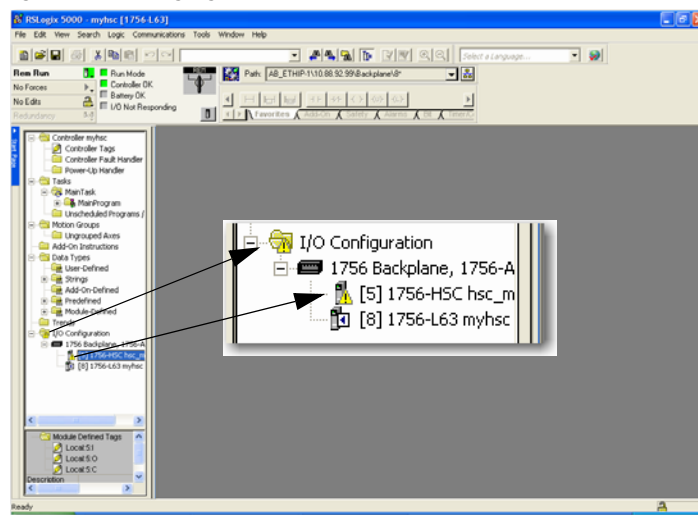 RSLogix 5000 - myhsc [1756-L63]
File Edit View Search Logic Communications Tools Window Help
Select a Language...
Rem Run
Run Mode
No Forces
Controller OK
Battery OK
No Edits
I/O Not Responding
Redundancy
REM
Path: AB_ETHIP-1\10.88.92.99\Backplane\8*
Favorites Add-On Safety Alarms Bit Timer/C
Start Page
Controller myhsc
Controller Tags
Controller Fault Handler
Power-Up Handler
Tasks
MainTask
MainProgram
Unscheduled Programs /
Motion Groups
Ungrouped Axes
Add-On Instructions
Data Types
User-Defined
Strings
Add-On-Defined
Predefined
Module-Defined
Trends
I/O Configuration
1756 Backplane, 1756-A
[5] 1756-HSC hsc_m
[8] 1756-L63 myhsc
I/O Configuration
1756 Backplane, 1756-A
[5] 1756-HSC hsc_m
[8] 1756-L63 myhsc
Module Defined Tags
Local:5:I
Local:5:O
Local:5:C
Description
Ready